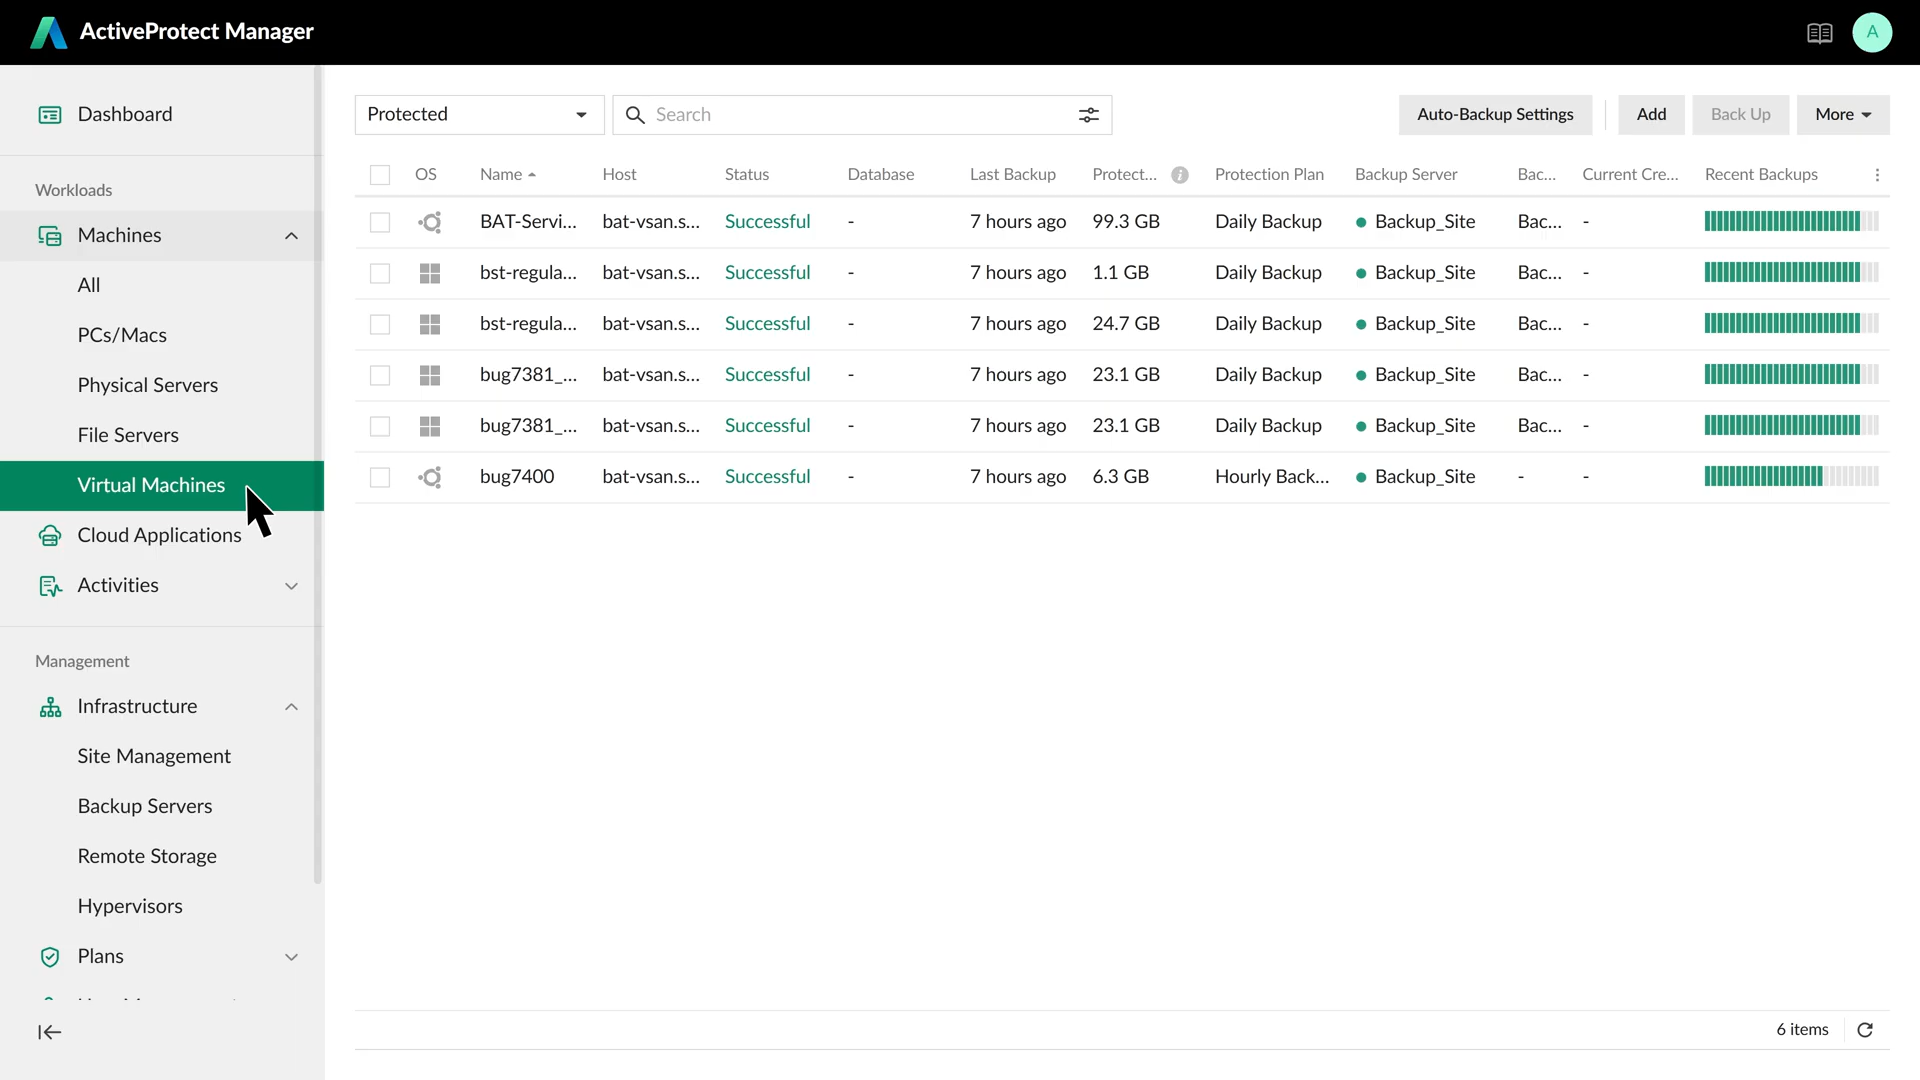 ActiveProtect Manager
A
Dashboard
Workloads
Machines
All
PCs/Macs
Physical Servers
File Servers
Virtual Machines
Cloud Applications
Activities
Management
Infrastructure
Site Management
Backup Servers
Remote Storage
Hypervisors
Plans
Protected
Search
Auto-Backup Settings
Add
Back Up
More
OS Name Host Status Database Last Backup Protect... i Protection Plan Backup Server Bac... Current Cre... Recent Backups
BAT-Servi... bat-vsan.s... Successful - 7 hours ago 99.3 GB Daily Backup Backup_Site Bac... -
bst-regula... bat-vsan.s... Successful - 7 hours ago 1.1 GB Daily Backup Backup_Site Bac... -
bst-regula... bat-vsan.s... Successful - 7 hours ago 24.7 GB Daily Backup Backup_Site Bac... -
bug7381_... bat-vsan.s... Successful - 7 hours ago 23.1 GB Daily Backup Backup_Site Bac... -
bug7381_... bat-vsan.s... Successful - 7 hours ago 23.1 GB Daily Backup Backup_Site Bac... -
bug7400 bat-vsan.s... Successful - 7 hours ago 6.3 GB Hourly Back... Backup_Site - -
6 items